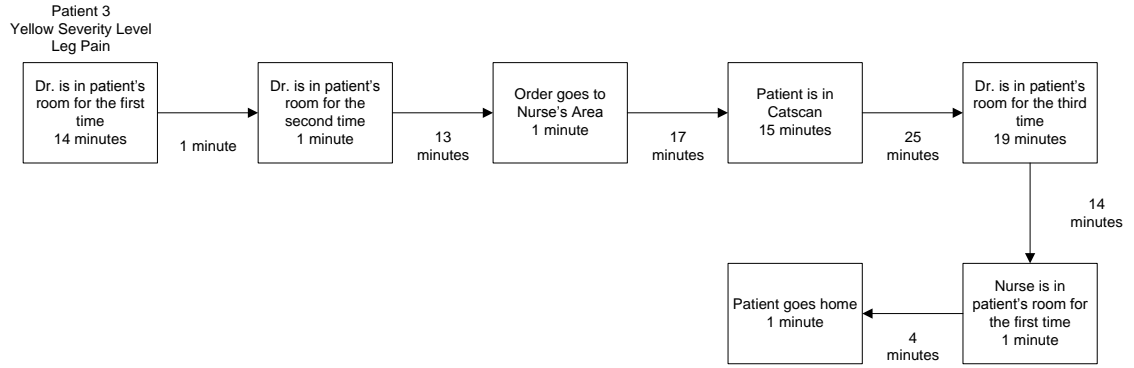 Patient 3
Yellow Severity Level
Leg Pain
Dr. is in patient's
room for the first
time
14 minutes
1 minute
Dr. is in patient's
room for the
second time
1 minute
13
minutes
Order goes to
Nurse's Area
1 minute
17
minutes
Patient is in
Catscan
15 minutes
25
minutes
Dr. is in patient's
room for the third
time
19 minutes
14
minutes
Nurse is in
patient's room for
the first time
1 minute
4
minutes
Patient goes home
1 minute